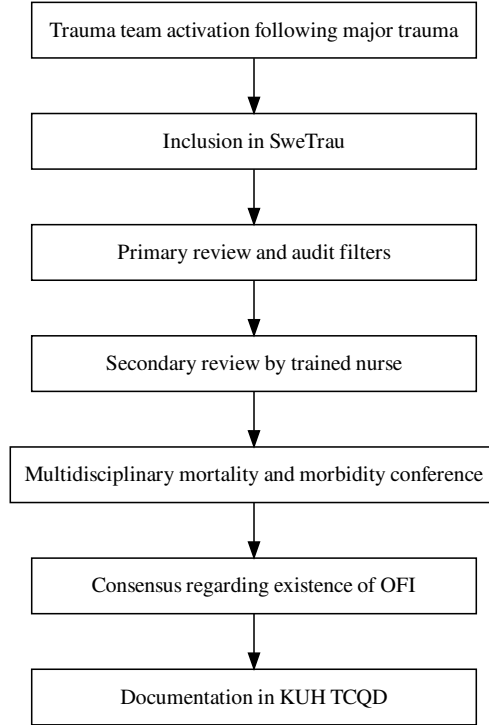 Trauma team activation following major trauma
Inclusion in SweTrau
Primary review and audit filters
Secondary review by trained nurse
Multidisciplinary mortality and morbidity conference
Consensus regarding existence of OFI
Documentation in KUH TCQD